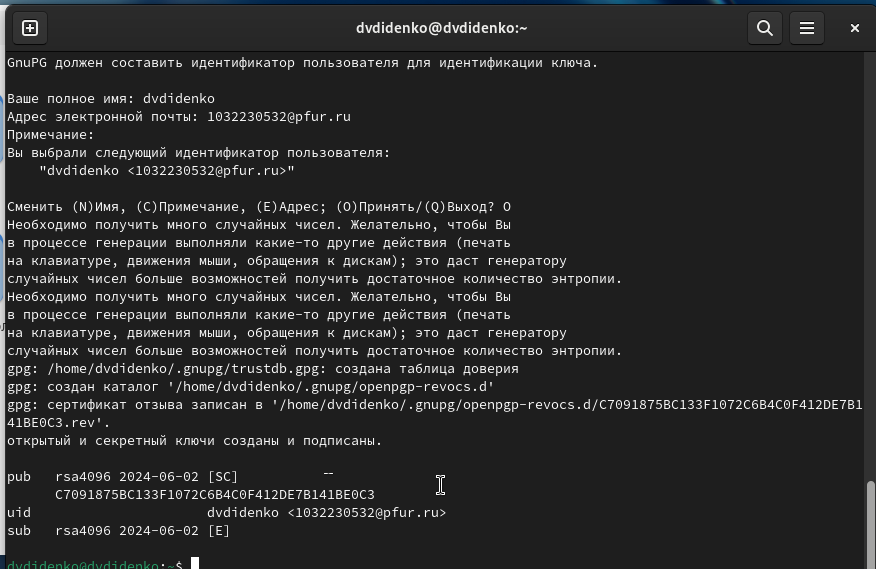 dvdidenko@dvdidenko:~
GnuPG должен составить идентификатор пользователя для идентификации ключа.
Ваше полное имя: dvdidenko
Адрес электронной почты: 1032230532@pfur.ru
Примечание:
Вы выбрали следующий идентификатор пользователя:
"dvdidenko <1032230532@pfur.ru>"
Сменить (N)Имя, (C)Примечание, (E)Адрес; (O)Принять/(Q)Выход? O
Необходимо получить много случайных чисел. Желательно, чтобы Вы
в процессе генерации выполняли какие-то другие действия (печать
на клавиатуре, движения мыши, обращения к дискам); это даст генератору
случайных чисел больше возможностей получить достаточное количество энтропии.
Необходимо получить много случайных чисел. Желательно, чтобы Вы
в процессе генерации выполняли какие-то другие действия (печать
на клавиатуре, движения мыши, обращения к дискам); это даст генератору
случайных чисел больше возможностей получить достаточное количество энтропии.
gpg: /home/dvdidenko/.gnupg/trustdb.gpg: создана таблица доверия
gpg: создан каталог '/home/dvdidenko/.gnupg/openpgp-revocs.d'
gpg: сертификат отзыва записан в '/home/dvdidenko/.gnupg/openpgp-revocs.d/C7091875BC133F1072C6B4C0F412DE7B1
41BE0C3.rev'.
открытый и секретный ключи созданы и подписаны.
pub   rsa4096 2024-06-02 [SC]
C7091875BC133F1072C6B4C0F412DE7B141BE0C3
uid                      dvdidenko <1032230532@pfur.ru>
sub   rsa4096 2024-06-02 [E]
dvdidenko@dvdidenko:~$